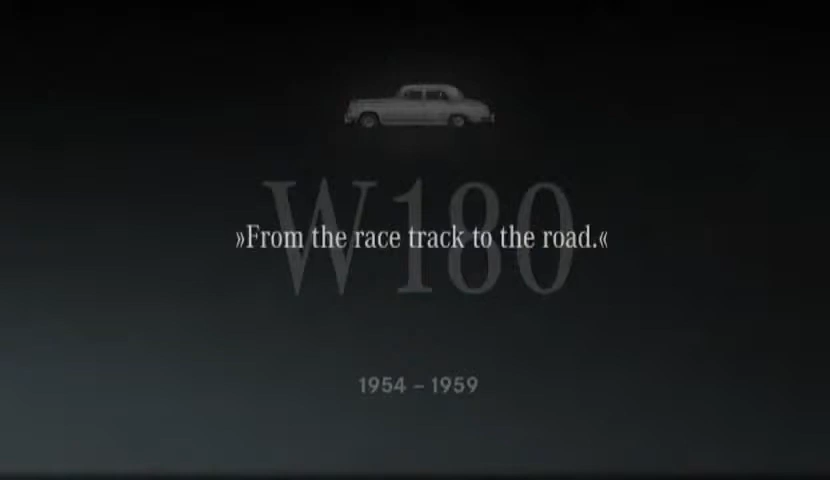 W180
»From the race track to the road.«
1954 – 1959